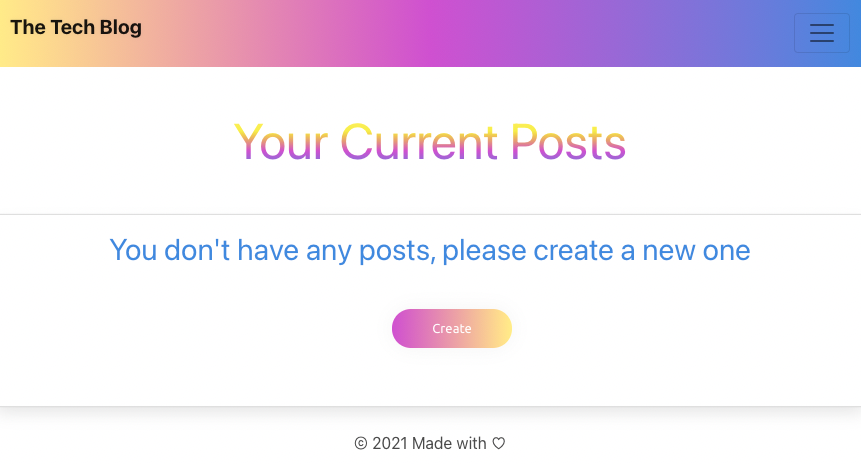 The Tech Blog
Your Current Posts
You don't have any posts, please create a new one
Create
© 2021 Made with ♡